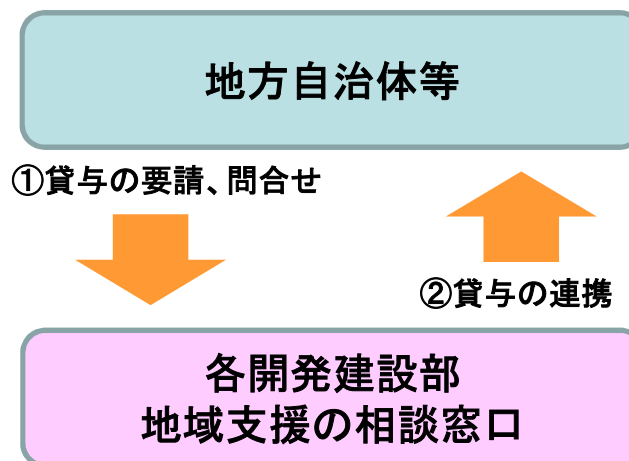 地方自治体等
①貸与の要請、問合せ
②貸与の連携
各開発建設部
地域支援の相談窓口